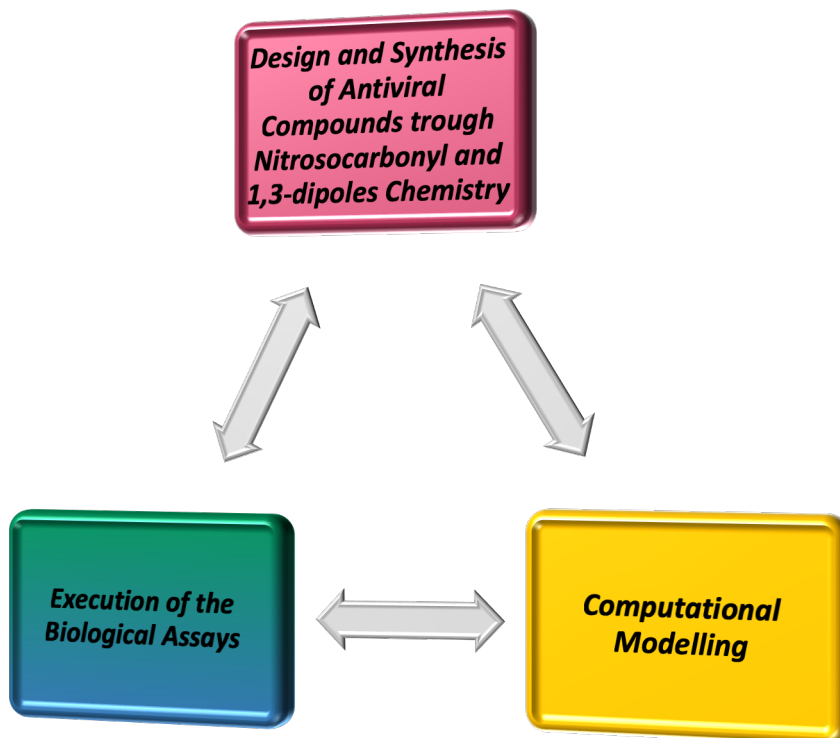 Design and Synthesis
of Antiviral
Compounds trough
Nitrosocarbonyl and
1,3-dipoles Chemistry
Execution of the
Biological Assays
Computational
Modelling